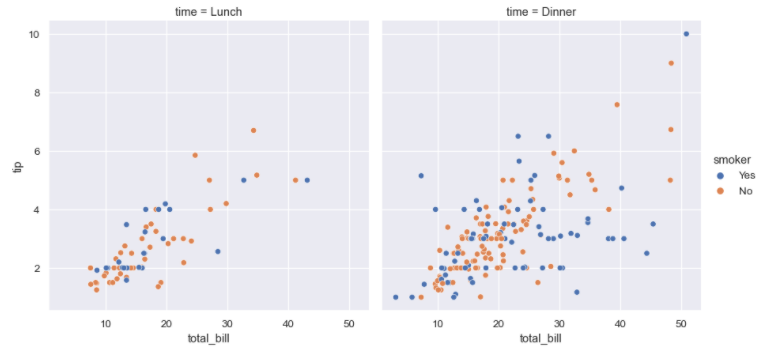 time = Lunch
time = Dinner
10
8
6
4
2
tip
10
20
30
40
50
total_bill
10
20
30
40
50
total_bill
smoker
Yes
No